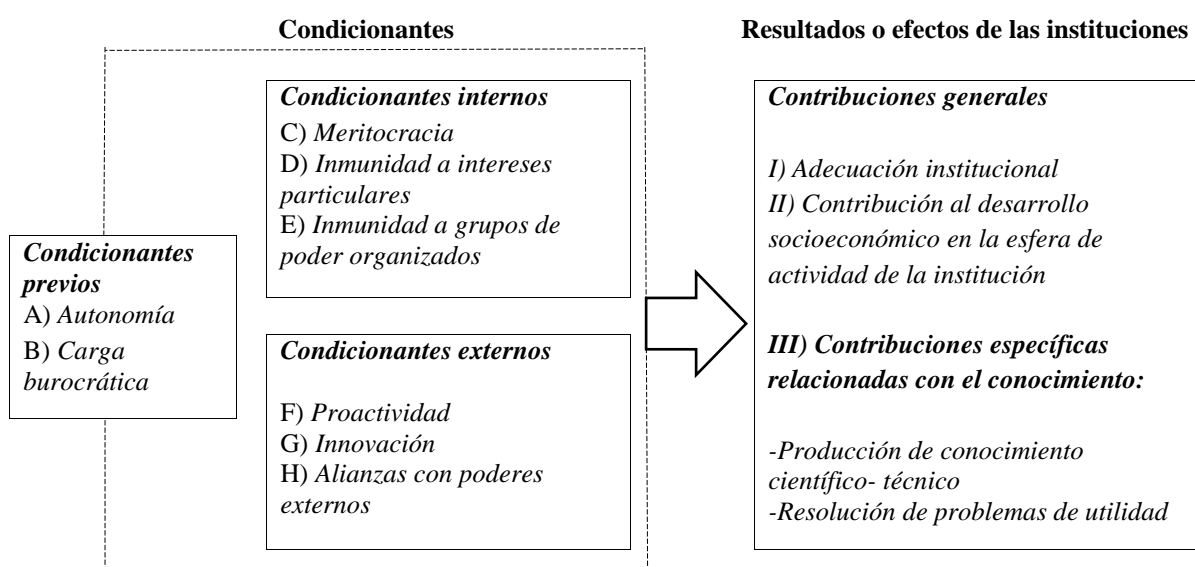 Condicionantes
Resultados o efectos de las instituciones
Condicionantes previos
A) Autonomía
B) Carga
burocrática
Condicionantes internos
C) Meritocracia
D) Inmunidad a intereses
particulares
E) Inmunidad a grupos de
poder organizados
Condicionantes externos
F) Proactividad
G) Innovación
H) Alianzas con poderes
externos
Contribuciones generales
I) Adecuación institucional
II) Contribución al desarrollo
socioeconómico en la esfera de
actividad de la institución
III) Contribuciones específicas
relacionadas con el conocimiento:
-Producción de conocimiento
científico- técnico
-Resolución de problemas de utilidad